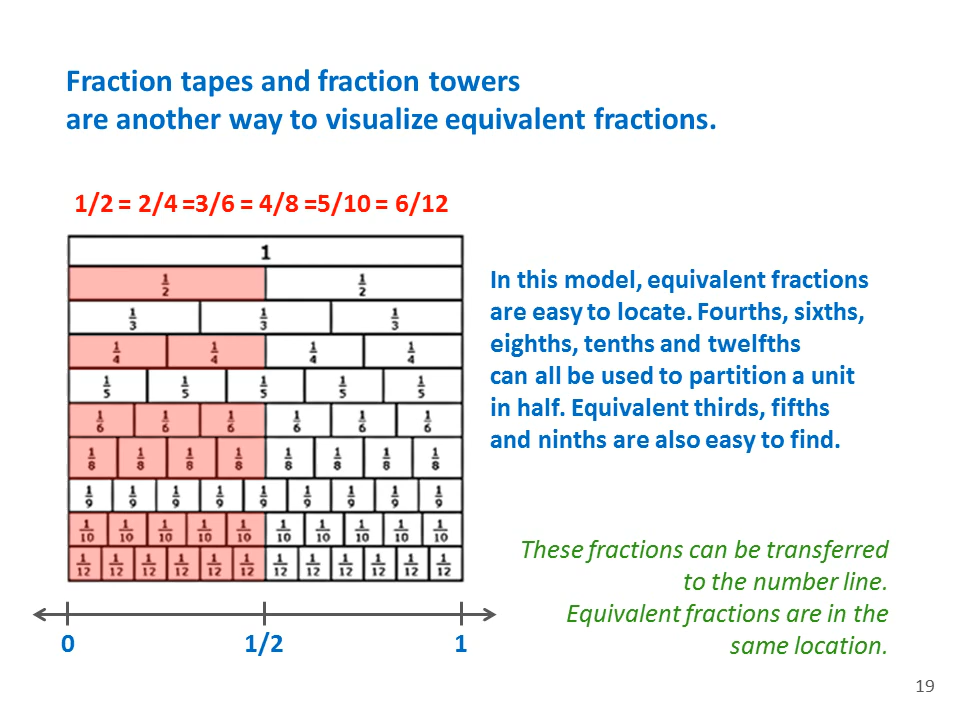 Fraction tapes and fraction towers
are another way to visualize equivalent fractions.
1/2 = 2/4 =3/6 = 4/8 =5/10 = 6/12
1
1/2 1/2
1/3 1/3 1/3
1/4 1/4 1/4 1/4
1/5 1/5 1/5 1/5 1/5
1/6 1/6 1/6 1/6 1/6 1/6
1/8 1/8 1/8 1/8 1/8 1/8 1/8 1/8
1/9 1/9 1/9 1/9 1/9 1/9 1/9 1/9 1/9
1/10 1/10 1/10 1/10 1/10 1/10 1/10 1/10 1/10 1/10
1/12 1/12 1/12 1/12 1/12 1/12 1/12 1/12 1/12 1/12 1/12 1/12
0 1/2 1
In this model, equivalent fractions
are easy to locate. Fourths, sixths,
eighths, tenths and twelfths
can all be used to partition a unit
in half. Equivalent thirds, fifths
and ninths are also easy to find.
These fractions can be transferred
to the number line.
Equivalent fractions are in the
same location.
19